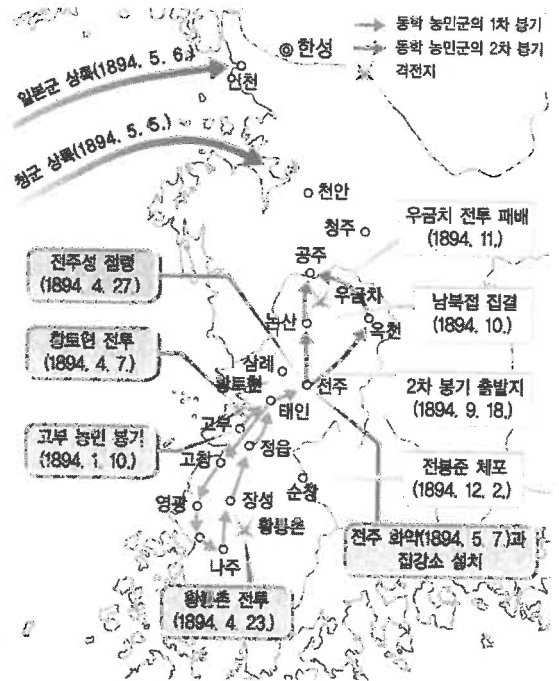 동학 농민군의 1차 봉기
동학 농민군의 2차 봉기
격전지
한성
일본군 상륙(1894. 5. 6.)
인천
청군 상륙(1894. 5. 5.)
천안
청주
우금치 전투 패배
(1894. 11.)
공주
전주성 점령
(1894. 4. 27)
우금치
남북접 집결
(1894. 10.)
논산
옥천
황토현 전투
(1894. 4. 7.)
삼례
황토현
전주
2차 봉기 출발지
(1894. 9. 18.)
태인
고부
고부 농민 봉기
(1894. 1. 10.)
정읍
고창
전봉준 체포
(1894. 12. 2.)
순창
영광
장성
황룡촌
전주 화약(1894. 5. 7)과
집강소 설치
나주
황룡촌 전투
(1894. 4. 23.)